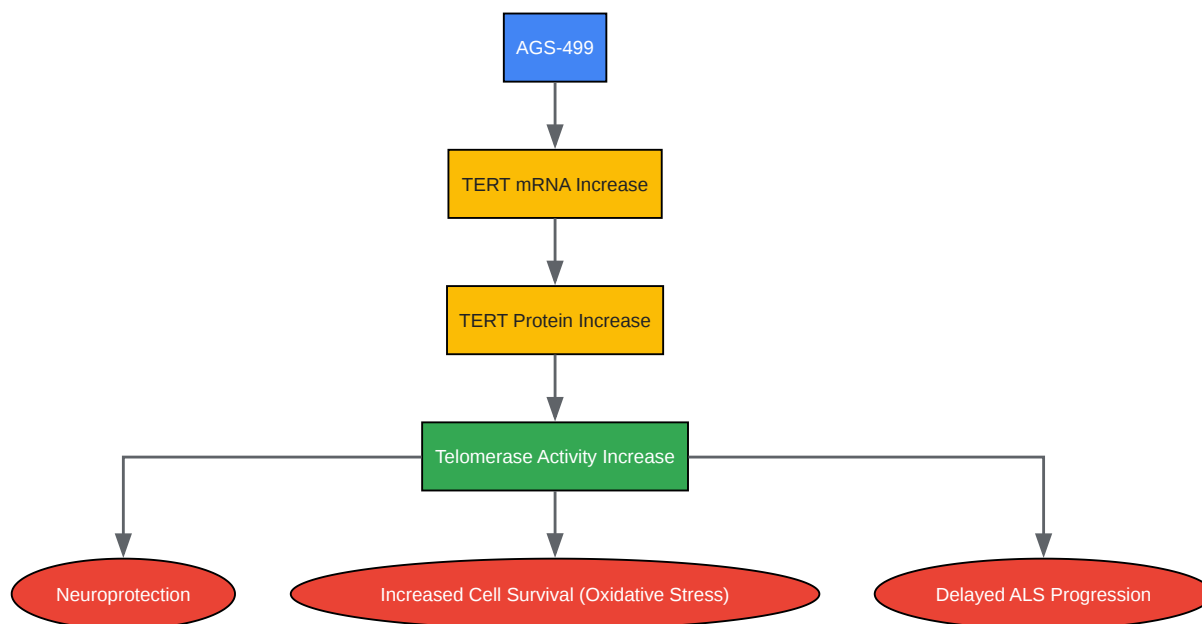 AGS-499
TERT mRNA Increase
TERT Protein Increase
Telomerase Activity Increase
Neuroprotection
Increased Cell Survival (Oxidative Stress)
Delayed ALS Progression